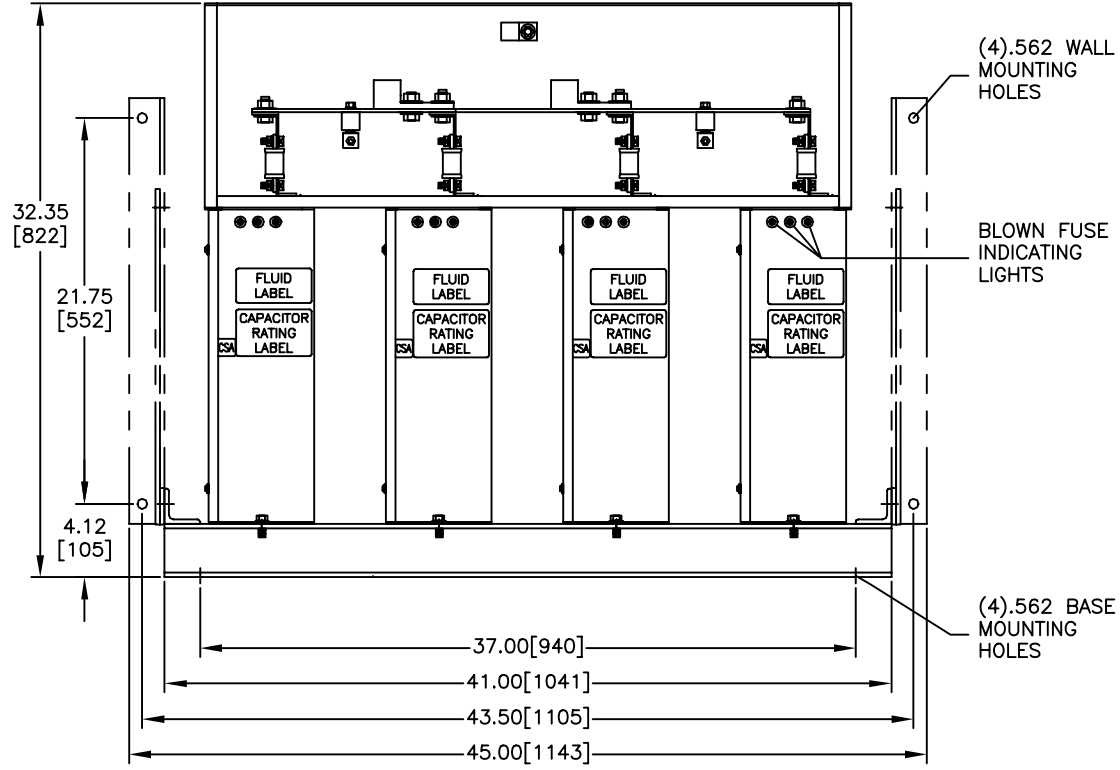 (4).562 WALL
MOUNTING
HOLES
32.35
[822]
21.75
[552]
4.12
[105]
BLOWN FUSE
INDICATING
LIGHTS
FLUID
LABEL
CAPACITOR
RATING
LABEL
CSA
FLUID
LABEL
CAPACITOR
RATING
LABEL
CSA
FLUID
LABEL
CAPACITOR
RATING
LABEL
CSA
FLUID
LABEL
CAPACITOR
RATING
LABEL
CSA
(4).562 BASE
MOUNTING
HOLES
37.00[940]
41.00[1041]
43.50[1105]
45.00[1143]